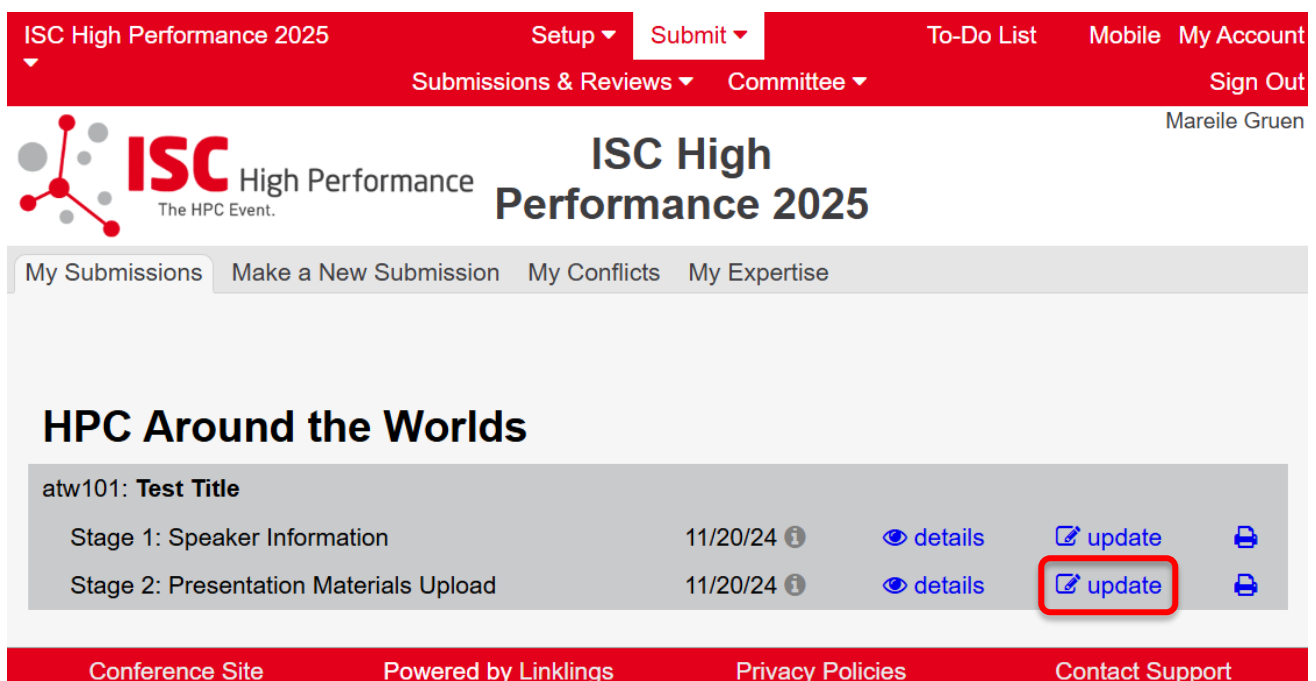 ISC High Performance 2025 Setup Submit To-Do List Mobile My Account
Submissions & Reviews Committee Sign Out
Mareile Gruen
ISC High Performance
The HPC Event.
ISC High
Performance 2025
My Submissions Make a New Submission My Conflicts My Expertise
HPC Around the Worlds
atw101: Test Title
Stage 1: Speaker Information 11/20/24 details update
Stage 2: Presentation Materials Upload 11/20/24 details update
Conference Site Powered by Linklings Privacy Policies Contact Support